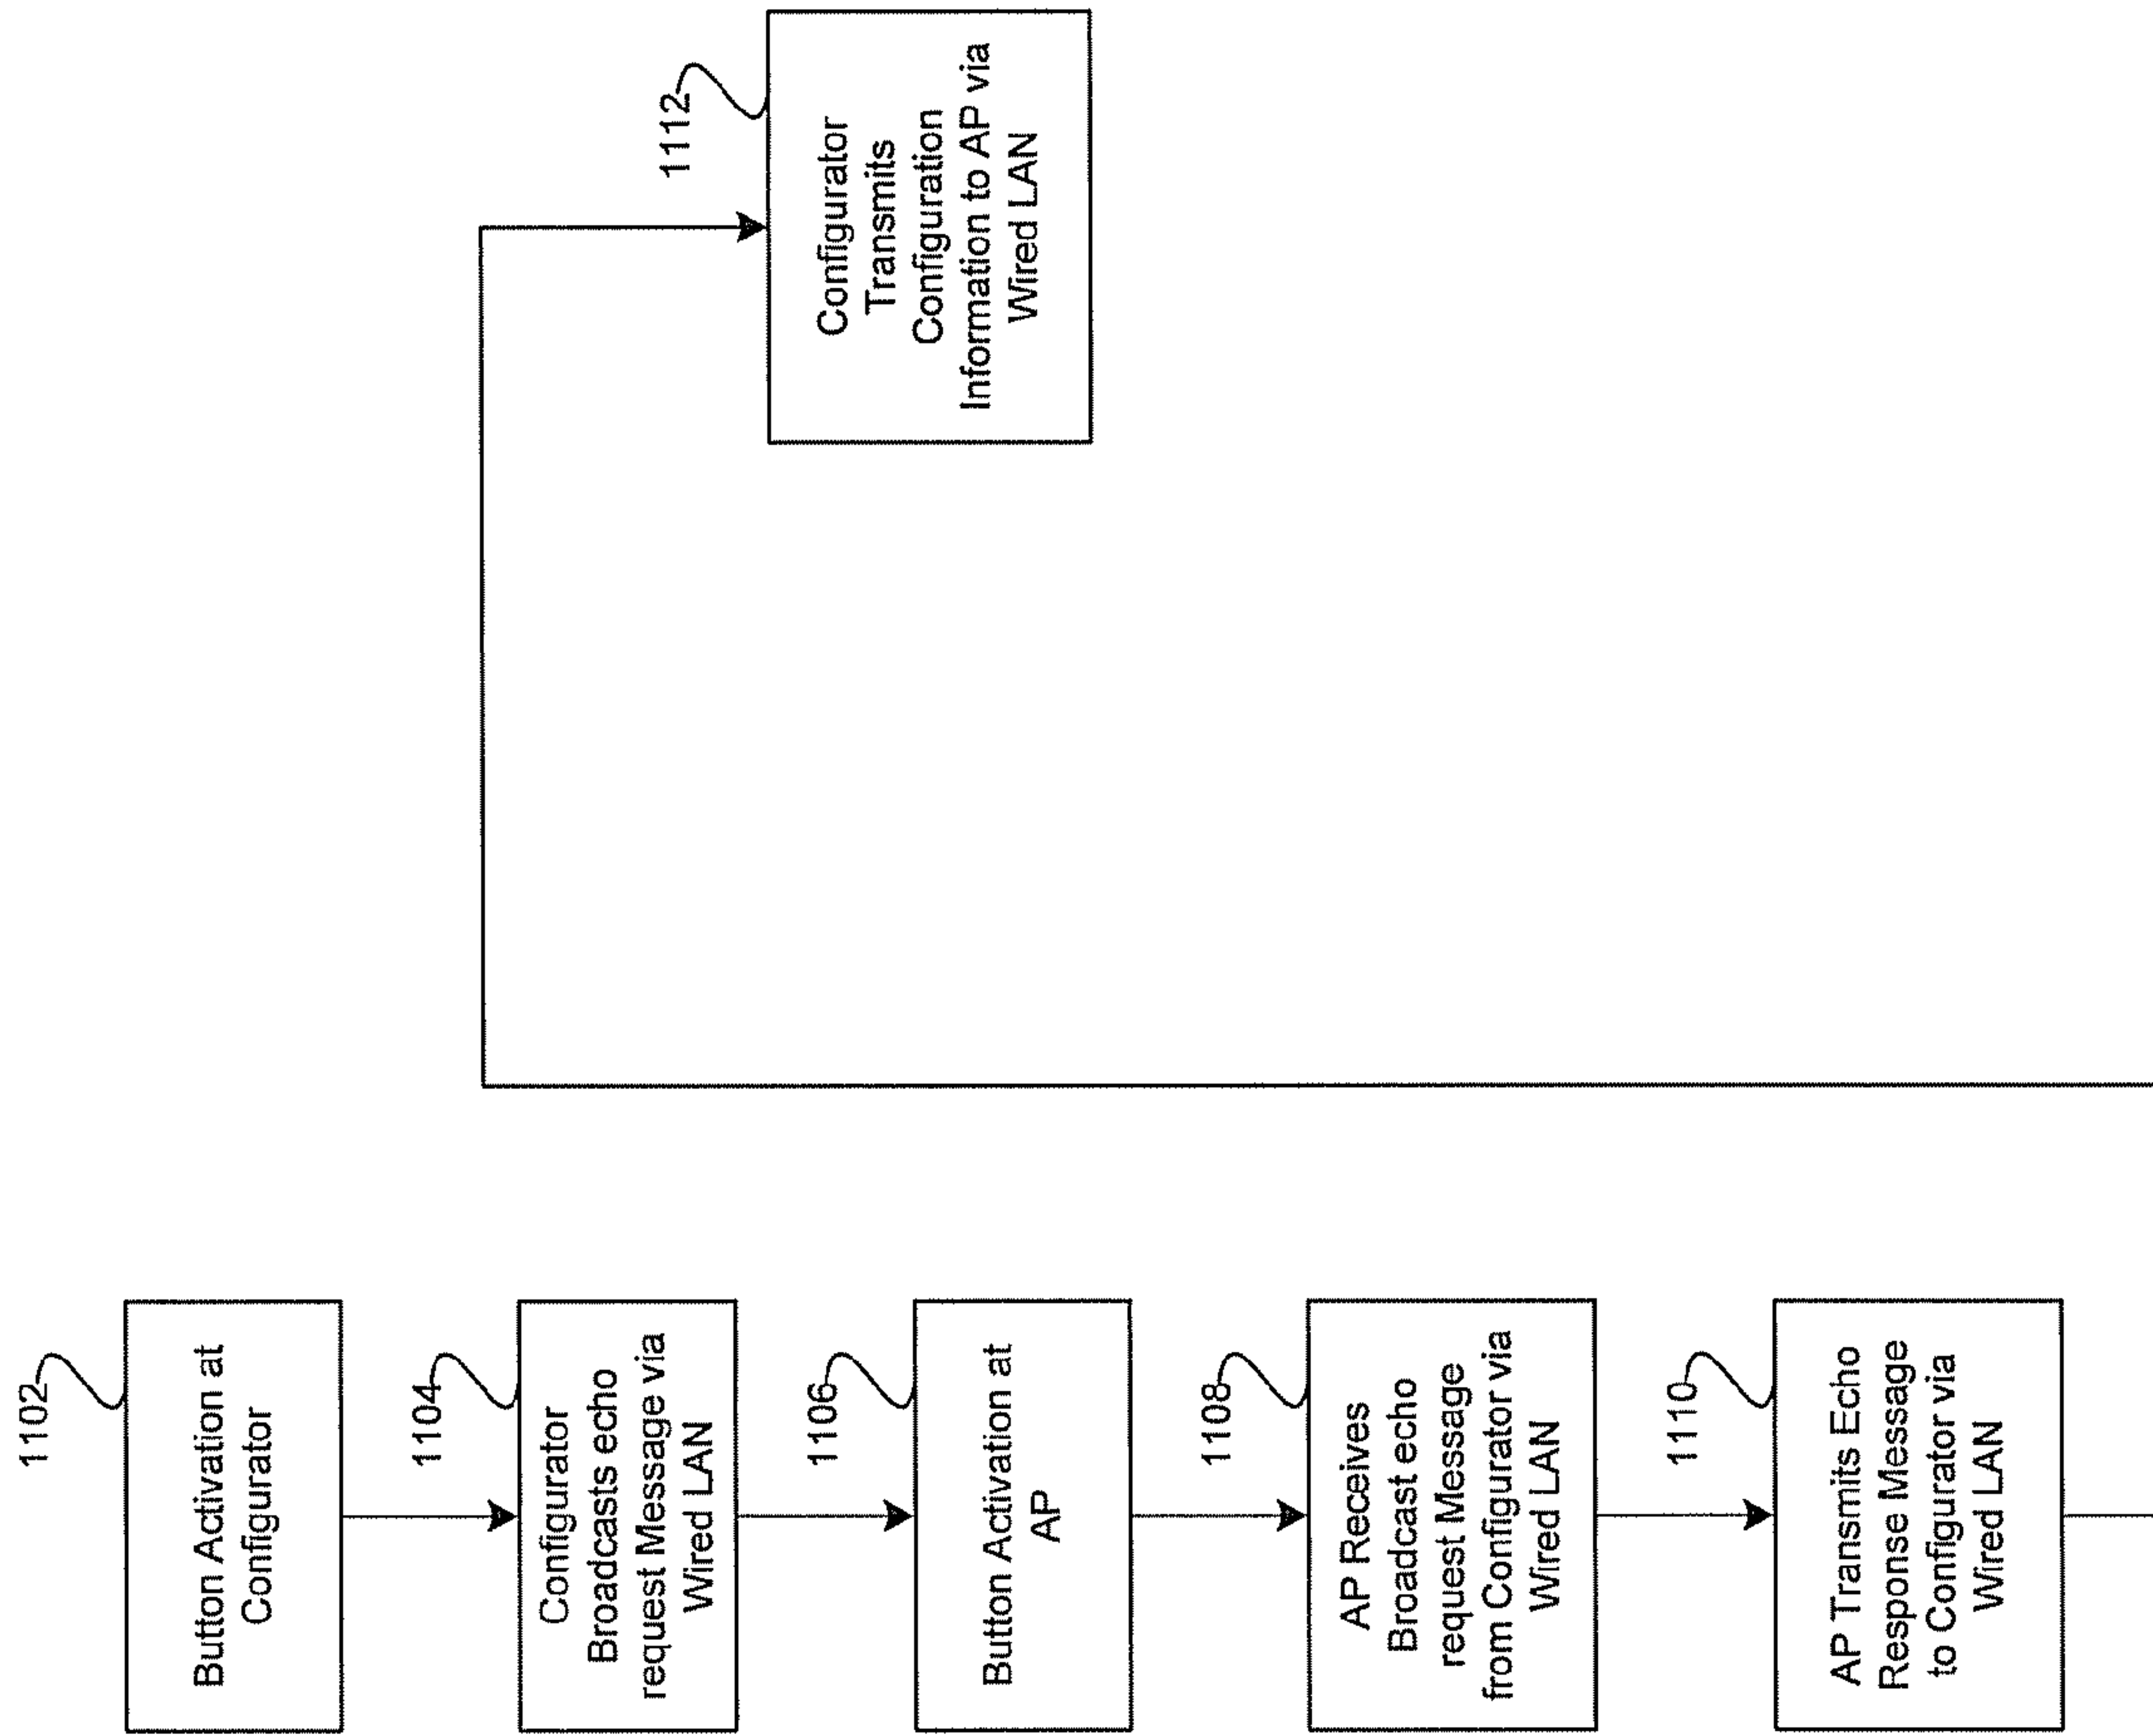 1102
Button Activation at
Configurator
1104
Configurator
Broadcasts echo
request Message via
Wired LAN
1106
Button Activation at
AP
1108
AP Receives
Broadcast echo
request Message
from Configurator via
Wired LAN
1110
AP Transmits Echo
Response Message
to Configurator via
Wired LAN
1112
Configurator
Transmits
Configuration
Information to AP via
Wired LAN